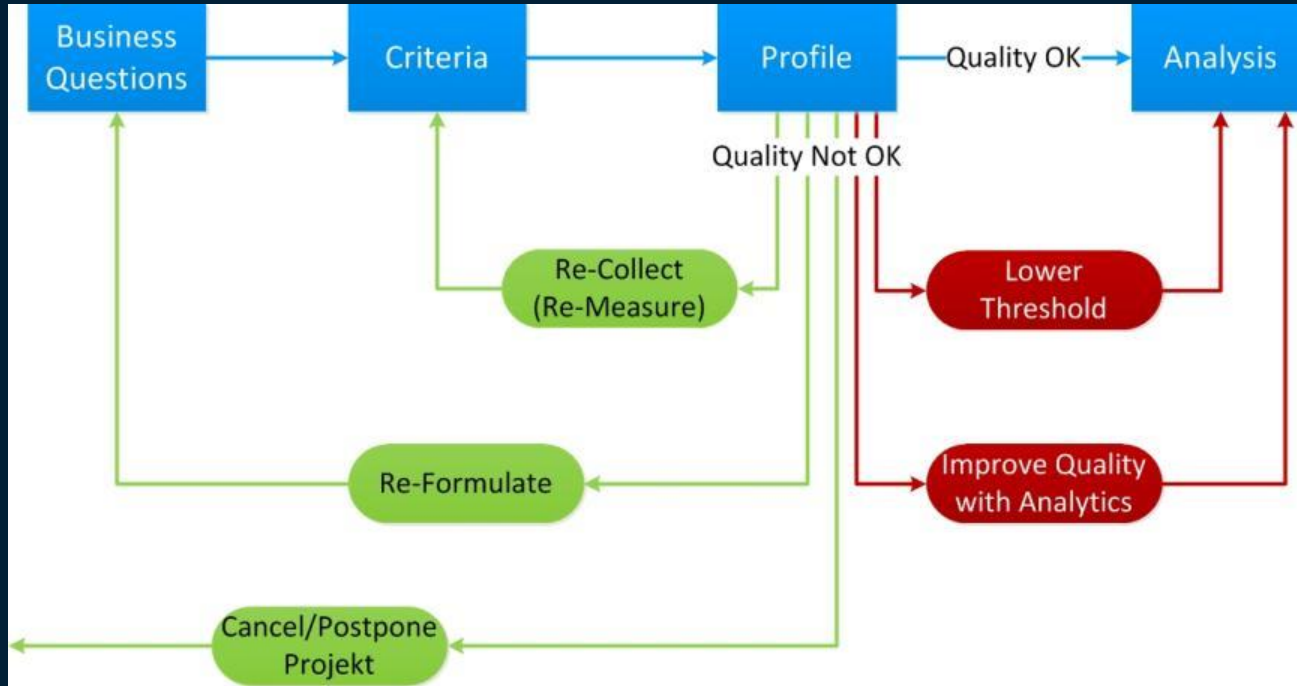 Business
Questions
Criteria
Profile
Quality OK
Analysis
Quality Not OK
Re-Collect
(Re-Measure)
Lower
Threshold
Re-Formulate
Improve Quality
with Analytics
Cancel/Postpone
Projekt